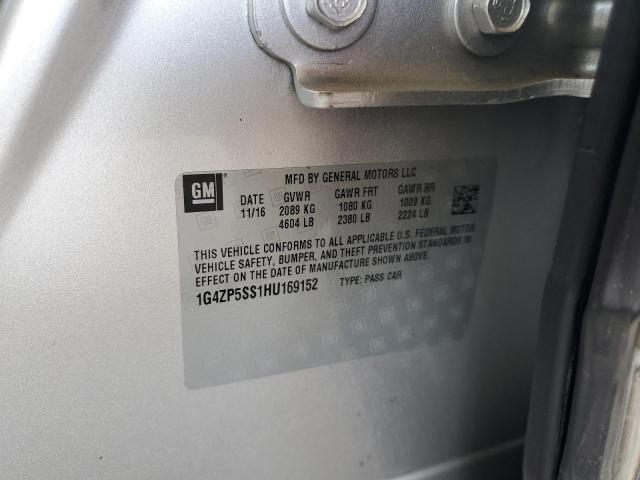 GM
MFD BY GENERAL MOTORS LLC
DATE GVWR GAWR FRT GAWR RR
11/16 2089 KG 1080 KG 1009 KG
4604 LB 2380 LB 2224 LB
THIS VEHICLE CONFORMS TO ALL APPLICABLE U.S. FEDERAL MOTOR
VEHICLE SAFETY, BUMPER, AND THEFT PREVENTION STANDARDS IN
EFFECT ON THE DATE OF MANUFACTURE SHOWN ABOVE.
1G4ZP5SS1HU169152 TYPE: PASS CAR